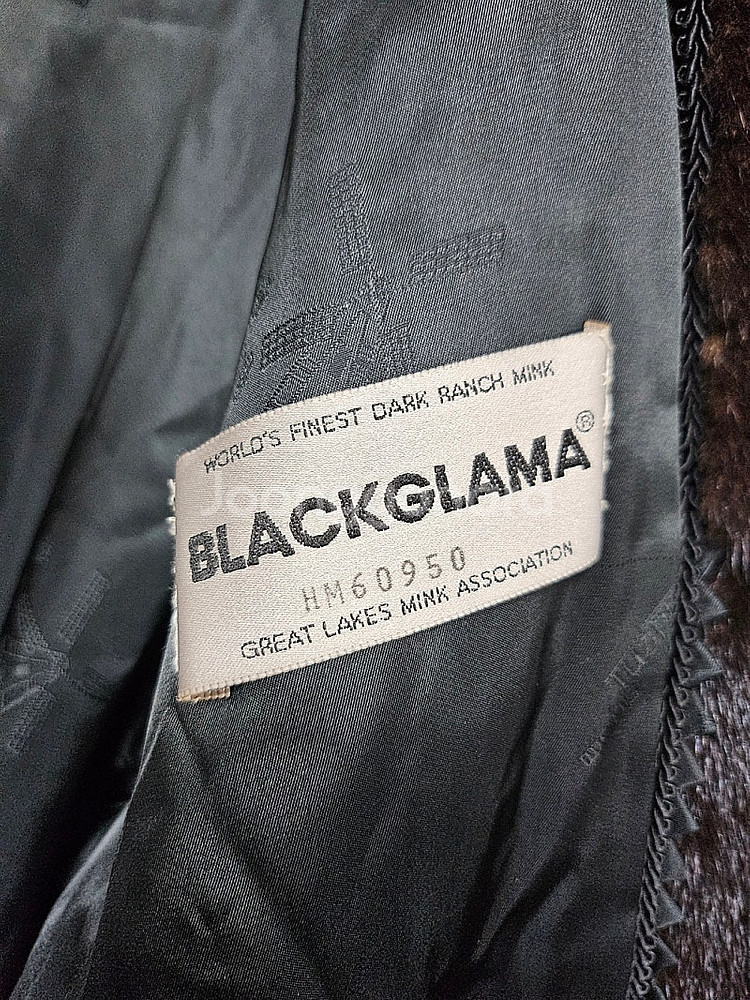 WORLD'S FINEST DARK RANCH MINK
BLACKGLAMA®
HM60950
GREAT LAKES MINK ASSOCIATION